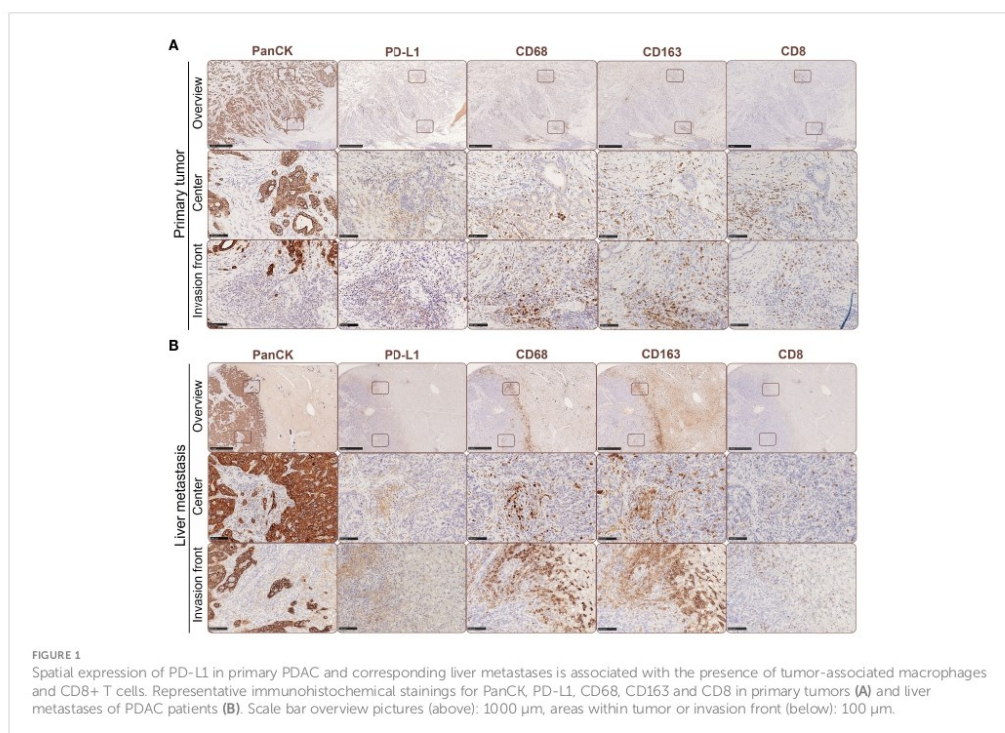 A
PanCK PD-L1 CD68 CD163 CD8
Primary tumor
Overview
Center
Invasion front
B
PanCK PD-L1 CD68 CD163 CD8
Liver metastasis
Overview
Center
Invasion front
FIGURE 1
Spatial expression of PD-L1 in primary PDAC and corresponding liver metastases is associated with the presence of tumor-associated macrophages
and CD8+ T cells. Representative immunohistochemical stainings for PanCK, PD-L1, CD68, CD163 and CD8 in primary tumors (A) and liver
metastases of PDAC patients (B). Scale bar overview pictures (above): 1000 µm, areas within tumor or invasion front (below): 100 µm.